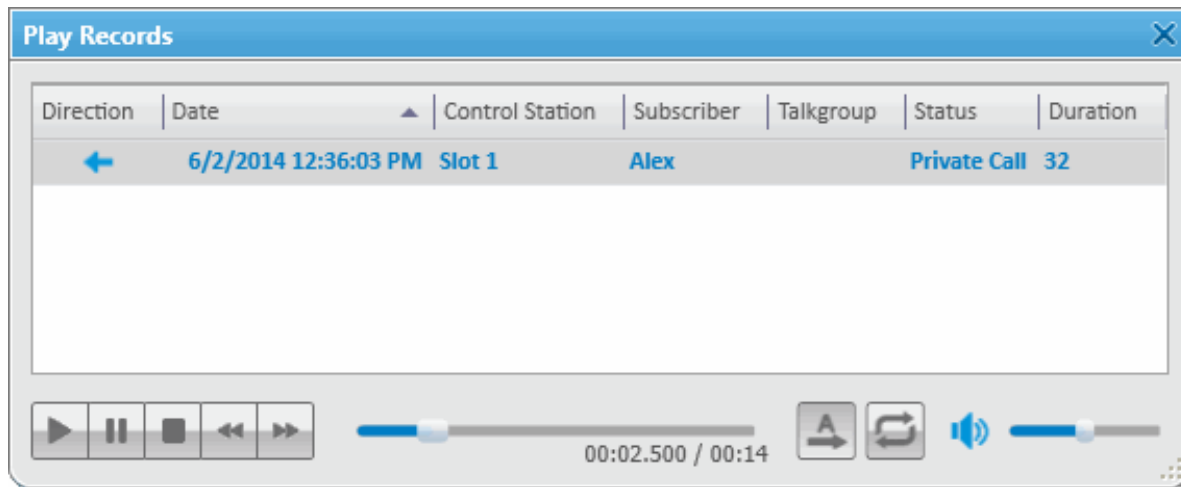 Play Records
Direction Date Control Station Subscriber Talkgroup Status Duration
6/2/2014 12:36:03 PM Slot 1 Alex Private Call 32
A
00:02.500 / 00:14